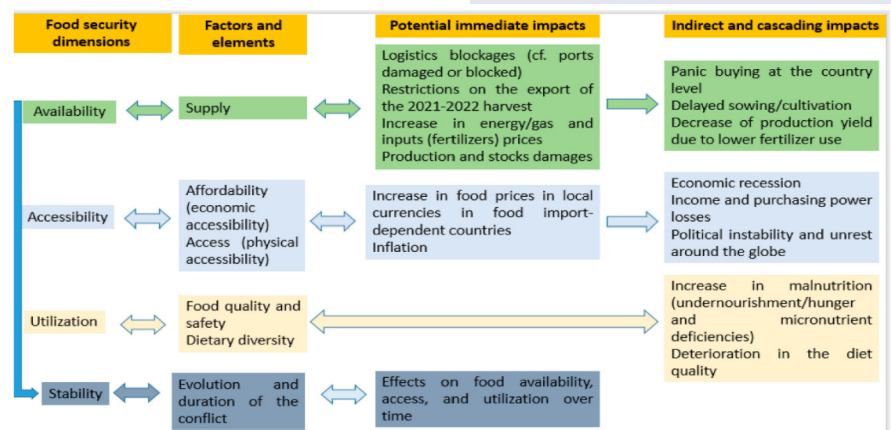 Food security
dimensions
Factors and
elements
Potential immediate impacts
Indirect and cascading impacts
Availability
Supply
Logistics blockages (cf. ports
damaged or blocked)
Restrictions on the export of
the 2021-2022 harvest
Increase in energy/gas and
inputs (fertilizers) prices
Production and stocks damages
Panic buying at the country
level
Delayed sowing/cultivation
Decrease of production yield
due to lower fertilizer use
Accessibility
Affordability
(economic
accessibility)
Access (physical
accessibility)
Increase in food prices in local
currencies in food import-
dependent countries
Inflation
Economic recession
Income and purchasing power
losses
Political instability and unrest
around the globe
Utilization
Food quality and
safety
Dietary diversity
Increase in malnutrition
(undernourishment/hunger
and micronutrient
deficiencies)
Deterioration in the diet
quality
Stability
Evolution and
duration of the
conflict
Effects on food availability,
access, and utilization over
time